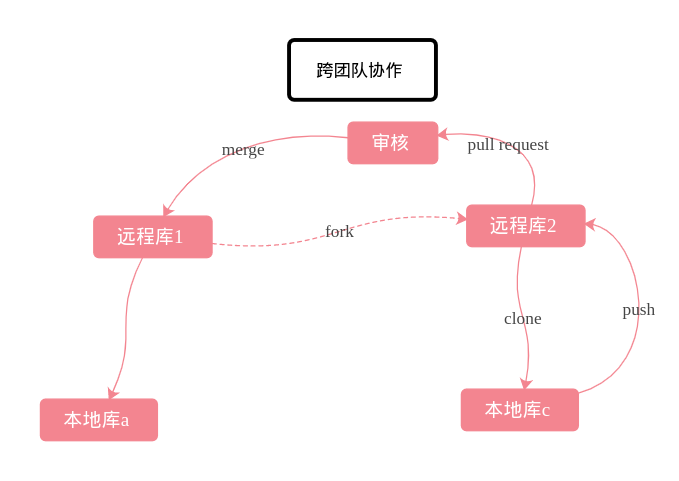 跨团队协作
审核
merge
pull request
远程库1
fork
远程库2
clone
push
本地库a
本地库c